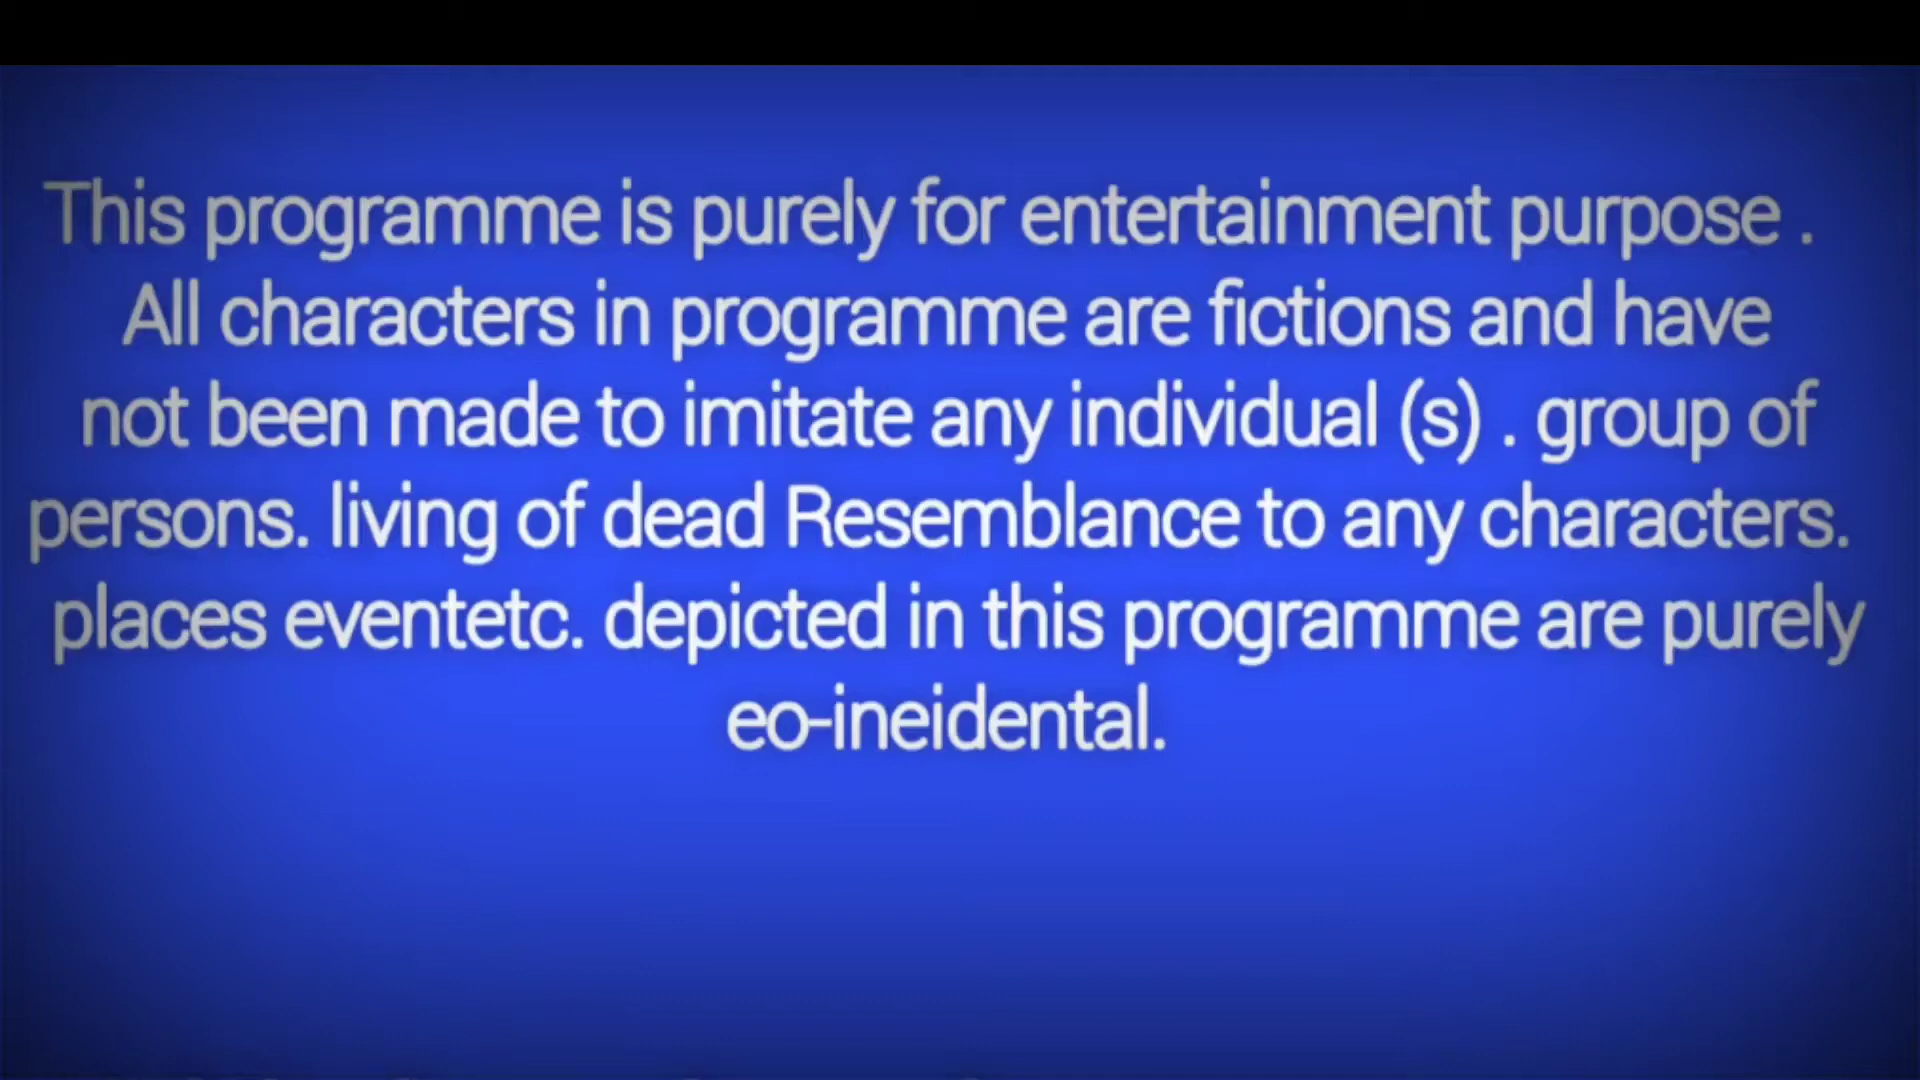 This programme is purely for entertainment purpose .
All characters in programme are fictions and have
not been made to imitate any individual (s) . group of
persons. living of dead Resemblance to any characters.
places eventetc. depicted in this programme are purely
eo-ineidental.